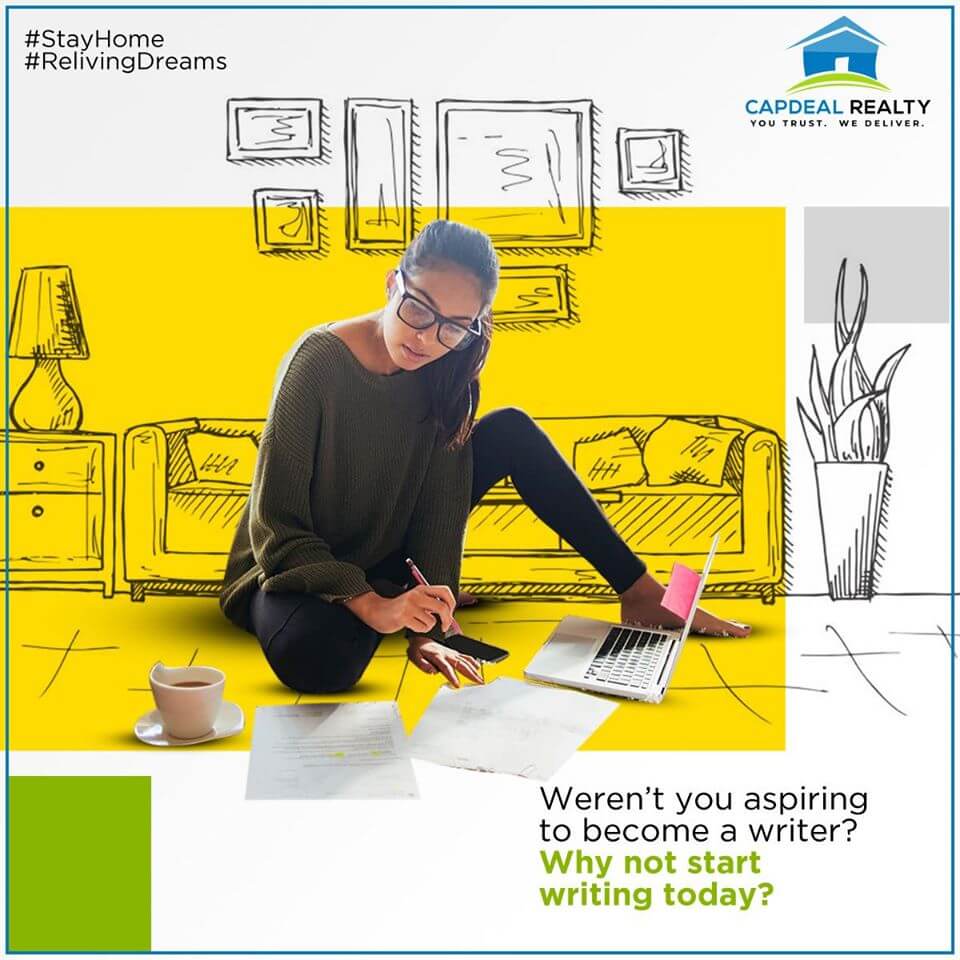 #StayHome
#RelivingDreams
CAPDEAL REALTY
YOU TRUST. WE DELIVER.
Weren’t you aspiring
to become a writer?
Why not start
writing today?